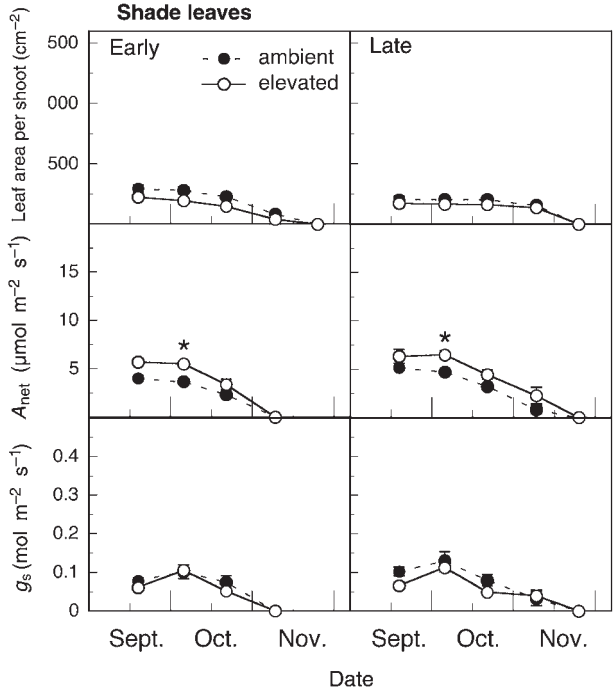 Shade leaves
Early
Late
ambient
elevated
Leaf area per shoot (cm⁻²)
500
000
500
*
*
Aₙₑₜ (µmol m⁻² s⁻¹)
15
10
5
gₛ (mol m⁻² s⁻¹)
0.4
0.3
0.2
0.1
0
Sept. Oct. Nov. Sept. Oct. Nov.
Date